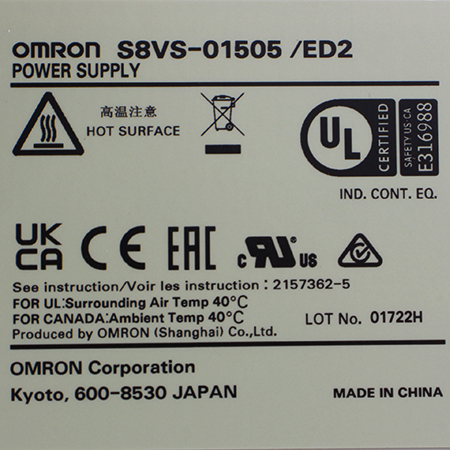 OMRON S8VS-01505 /ED2
POWER SUPPLY
高温注意
HOT SURFACE
UL CERTIFIED
SAFETY US-CA
E316988
IND. CONT. EQ.
UK
CA CE EAC c RU US
See instruction/Voir les instruction : 2157362-5
FOR UL:Surrounding Air Temp 40°C
FOR CANADA:Ambient Temp 40°C
Produced by OMRON (Shanghai) Co.,Ltd.
LOT No. 01722H
OMRON Corporation
Kyoto, 600-8530 JAPAN
MADE IN CHINA